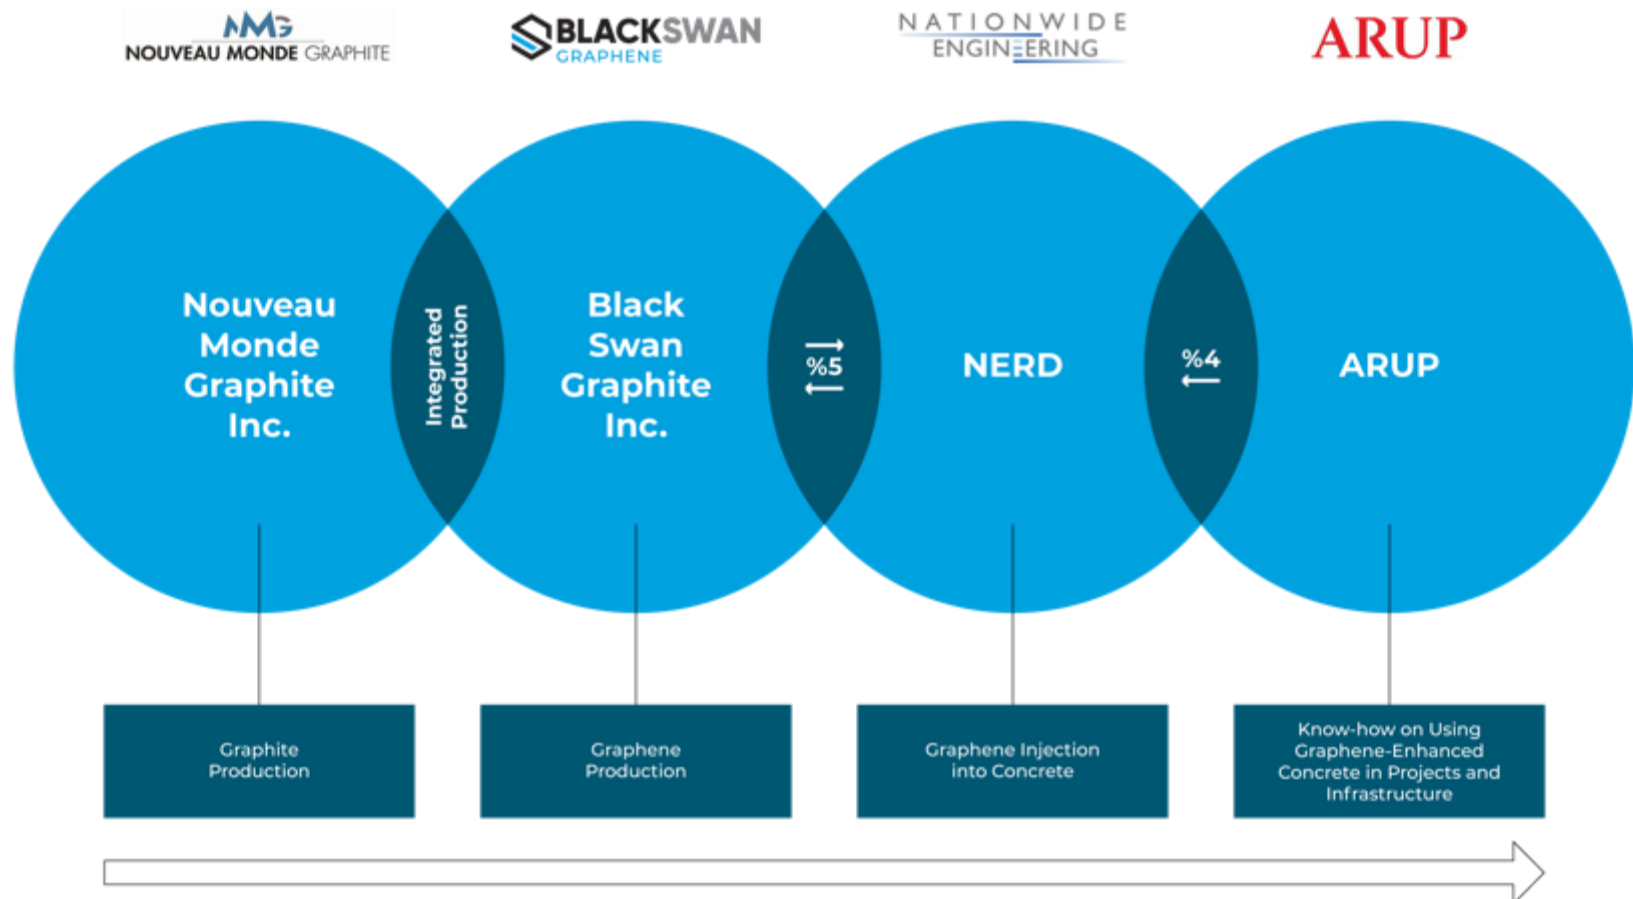 NMG
NOUVEAU MONDE GRAPHITE
BLACKSWAN
GRAPHENE
NATIONWIDE
ENGINEERING
ARUP
Nouveau
Monde
Graphite
Inc.
Integrated
Production
Black
Swan
Graphite
Inc.
%5
NERD
%4
ARUP
Graphite
Production
Graphene
Production
Graphene Injection
into Concrete
Know-how on Using
Graphene-Enhanced
Concrete in Projects and
Infrastructure